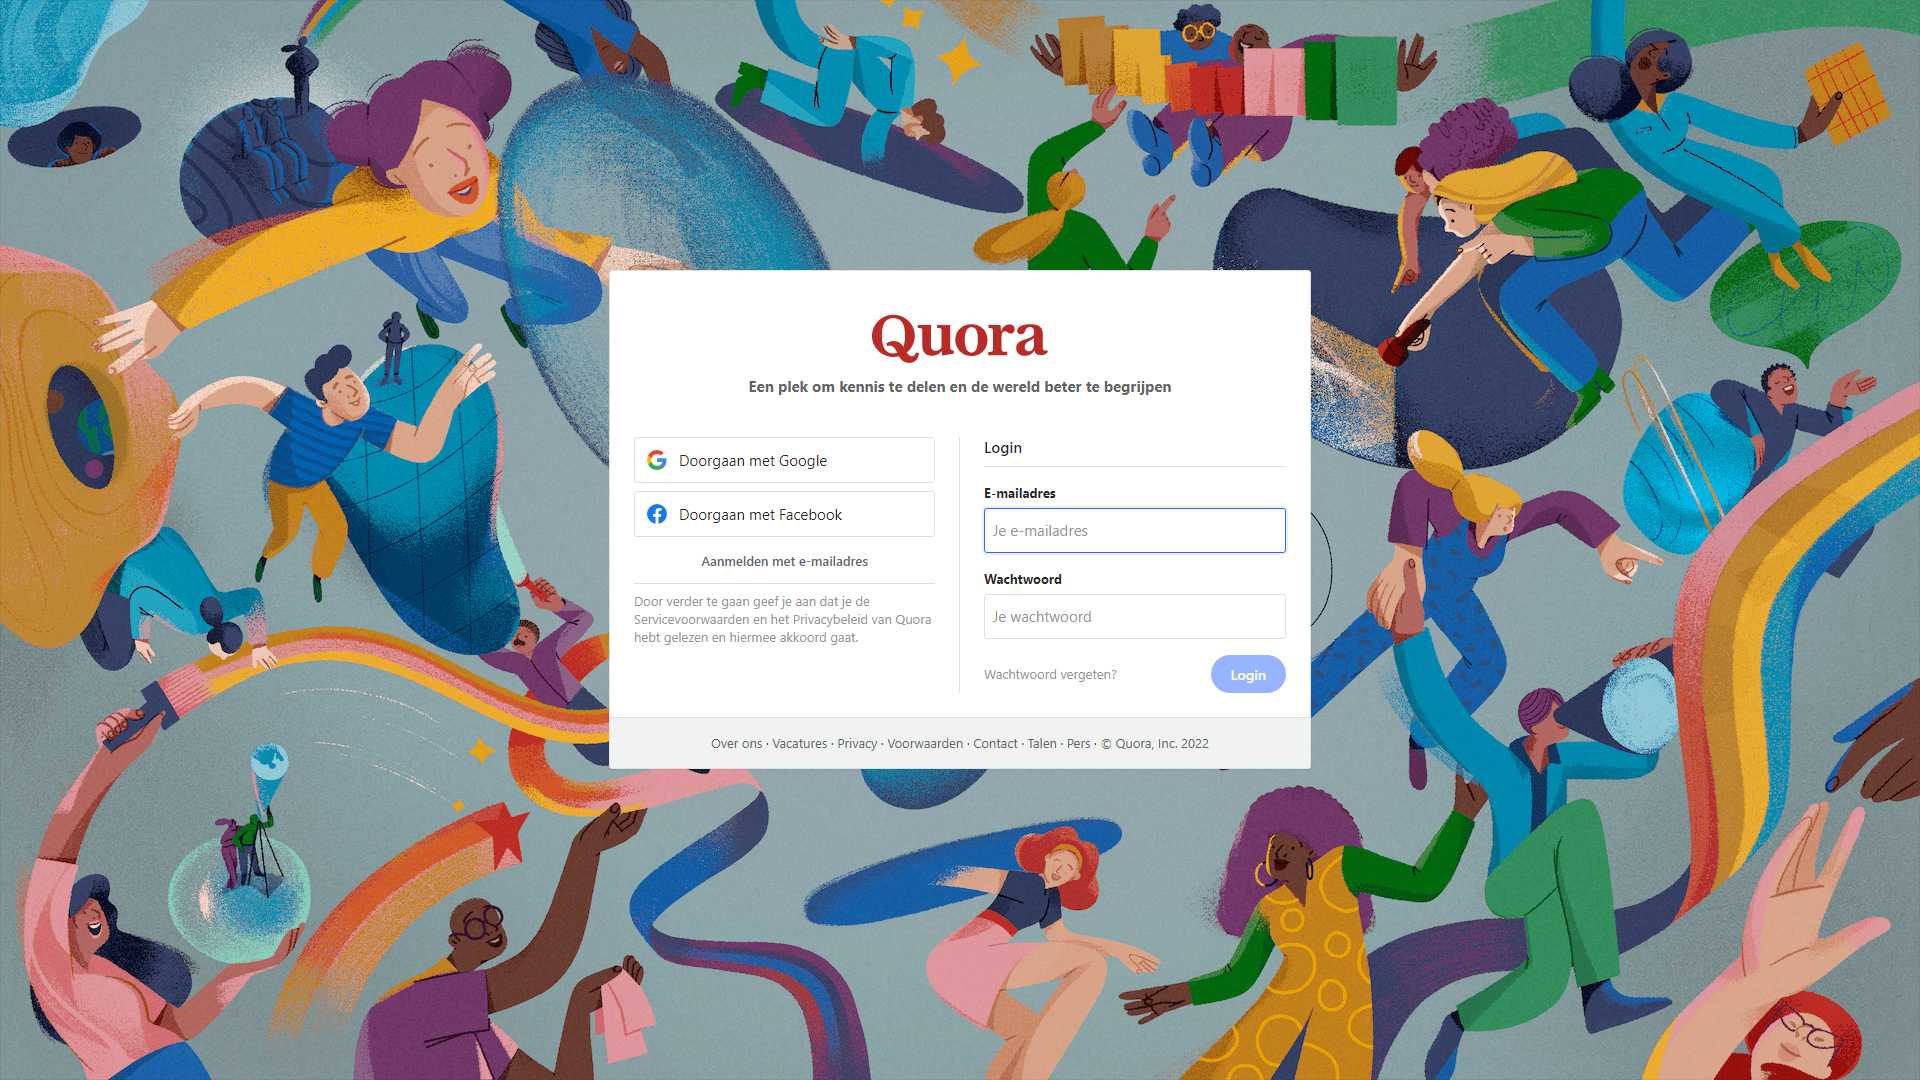 Quora
Een plek om kennis te delen en de wereld beter te begrijpen
Doorgaan met Google
Doorgaan met Facebook
Aanmelden met e-mailadres
Door verder te gaan geef je aan dat je de
Servicevoorwaarden en het Privacybeleid van Quora
hebt gelezen en hiermee akkoord gaat.
Login
E-mailadres
Je e-mailadres
Wachtwoord
Je wachtwoord
Wachtwoord vergeten?
Login
Over ons · Vacatures · Privacy · Voorwaarden · Contact · Talen · Pers · © Quora, Inc. 2022